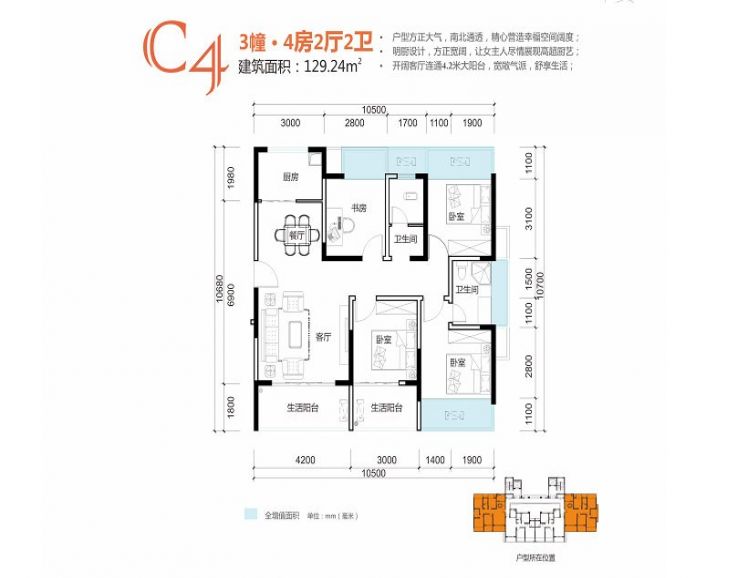 C4
3幢·4房2厅2卫
建筑面积：129.24m²
· 户型方正大气，南北通透，精心营造幸福空间阔度；
· 明厨设计，方正宽阔，让女主人尽情展现高超厨艺；
· 开阔客厅连通4.2米大阳台，宽敞气派，舒享生活；
10500
3000 2800 1700 1100 1900
1980
6900
10680
1800
1100
3100
1500
10700
1100
2800
1100
厨房
书房
卫生间
卧室
餐厅
卫生间
客厅
卧室
卧室
生活阳台
生活阳台
4200 3000 1400 1900
10500
全增值面积 单位：mm（毫米）
户型所在位置